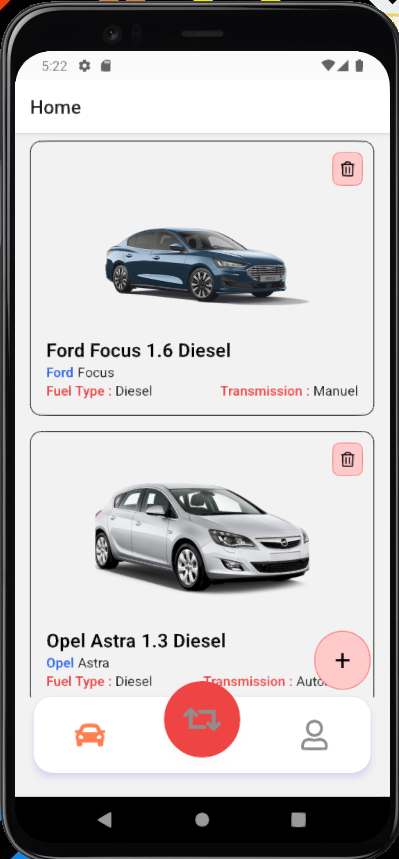 5:22
Home
Ford Focus 1.6 Diesel
Ford Focus
Fuel Type : Diesel Transmission : Manuel
Opel Astra 1.3 Diesel
Opel Astra
Fuel Type : Diesel Transmission : Auto
+